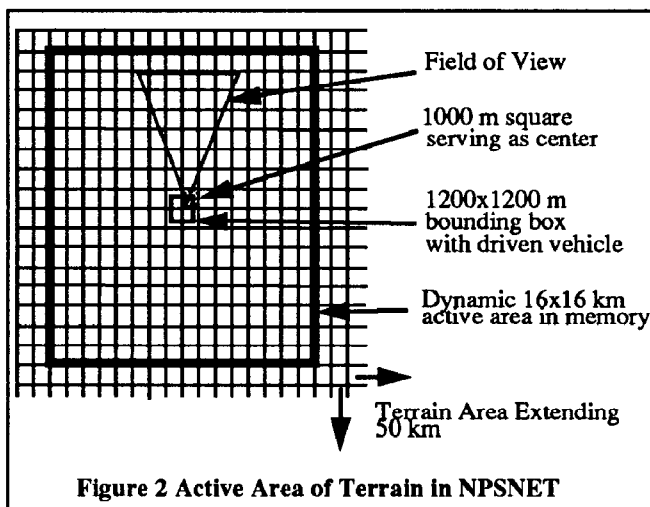 Field of View
1000 m square
serving as center
1200x1200 m
bounding box
with driven vehicle
Dynamic 16x16 km
active area in memory
Terrain Area Extending
50 km
Figure 2 Active Area of Terrain in NPSNET